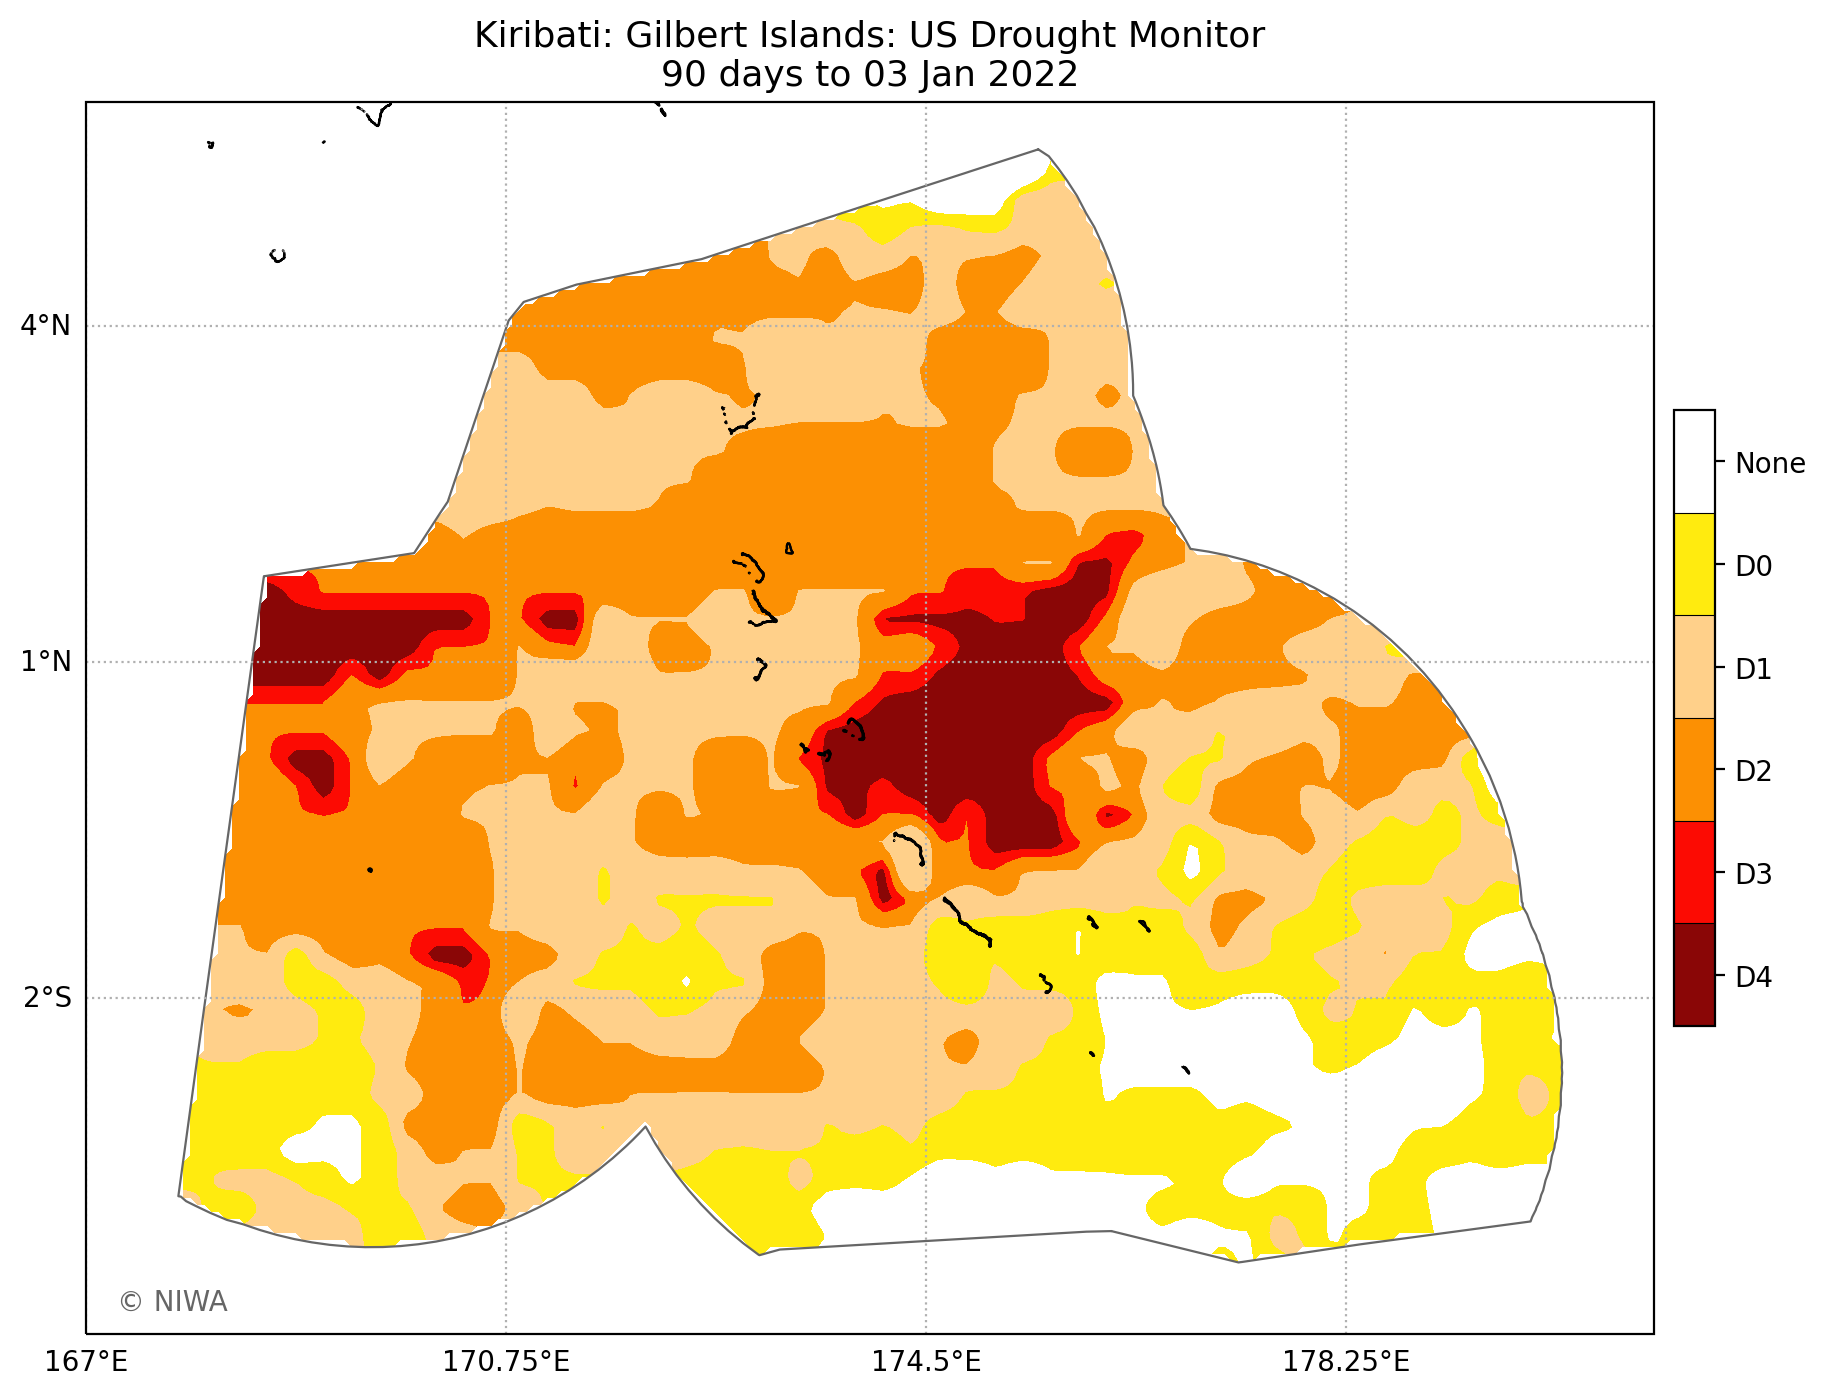 Kiribati: Gilbert Islands: US Drought Monitor
90 days to 03 Jan 2022
4°N
1°N
2°S
167°E
170.75°E
174.5°E
178.25°E
None
D0
D1
D2
D3
D4
© NIWA